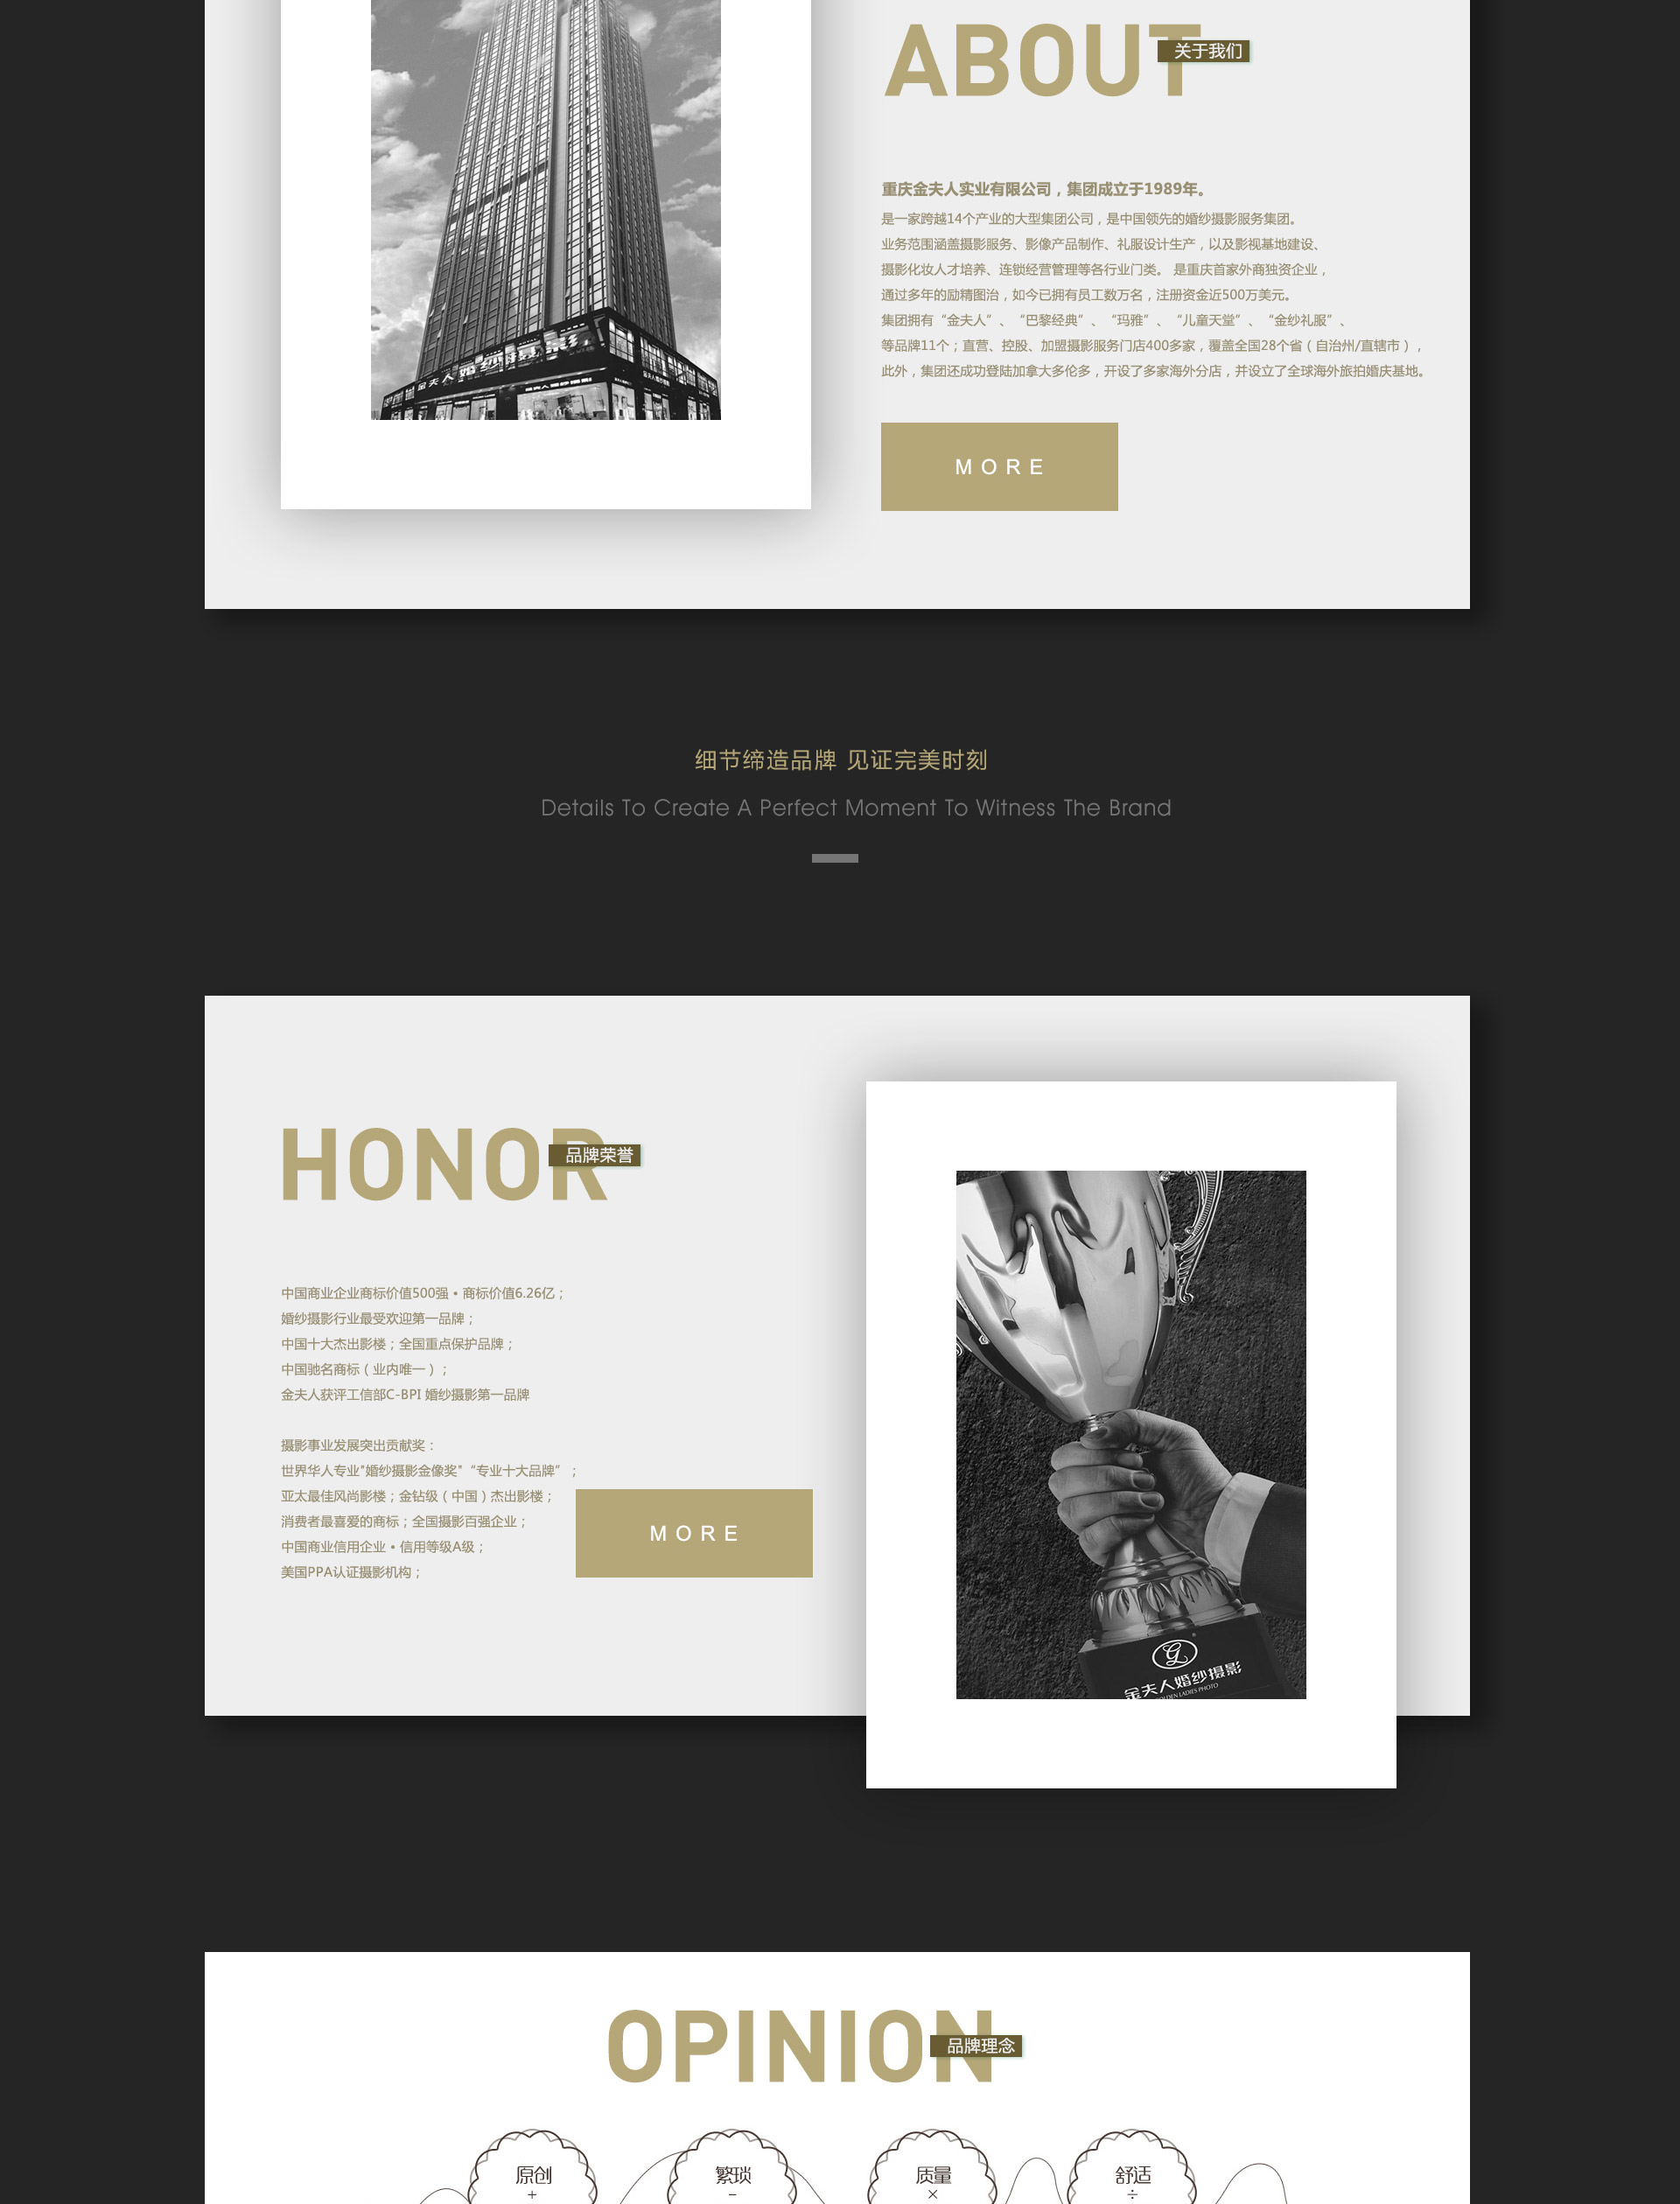 ABOUT
关于我们
重庆金夫人实业有限公司，集团成立于1989年。
是一家跨越14个产业的大型集团公司，是中国领先的婚纱摄影服务集团。
业务范围涵盖摄影服务、影像产品制作、礼服设计生产，以及影视基地建设、
摄影化妆人才培养、连锁经营管理等各行业门类。 是重庆首家外商独资企业，
通过多年的励精图治，如今已拥有员工数万名，注册资金近500万美元。
集团拥有“金夫人”、“巴黎经典”、“玛雅”、“儿童天堂”、“金纱礼服”、
等品牌11个；直营、控股、加盟摄影服务门店400多家，覆盖全国28个省（自治州/直辖市），
此外，集团还成功登陆加拿大多伦多，开设了多家海外分店，并设立了全球海外旅拍婚庆基地。
金夫人婚纱摄影
MORE
细节缔造品牌 见证完美时刻
Details To Create A Perfect Moment To Witness The Brand
HONOR
品牌荣誉
中国商业企业商标价值500强 • 商标价值6.26亿；
婚纱摄影行业最受欢迎第一品牌；
中国十大杰出影楼；全国重点保护品牌；
中国驰名商标（业内唯一）；
金夫人获评工信部C-BPI 婚纱摄影第一品牌
摄影事业发展突出贡献奖：
世界华人专业"婚纱摄影金像奖"“专业十大品牌”；
亚太最佳风尚影楼；金钻级（中国）杰出影楼；
消费者最喜爱的商标；全国摄影百强企业；
中国商业信用企业 • 信用等级A级；
美国PPA认证摄影机构；
MORE
金夫人婚纱摄影
GOLDEN LADIES PHOTO
OPINION
品牌理念
原创 繁琐 质量 舒适
+ − × ÷